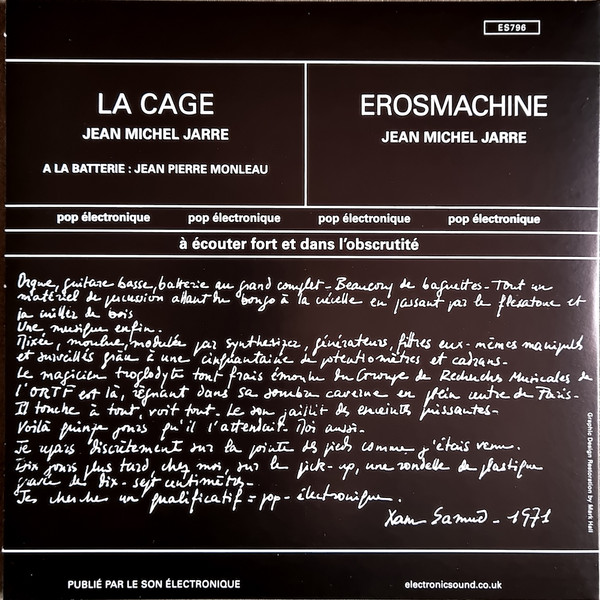 ES796
LA CAGE
JEAN MICHEL JARRE
A LA BATTERIE : JEAN PIERRE MONLEAU
EROSMACHINE
JEAN MICHEL JARRE
pop électronique pop électronique pop électronique pop électronique
à écouter fort et dans l'obscrutité
Orgue, guitare basse, batterie au grand complet - Beaucoup de baguettes - Tout un
matériel de percussion allant du bongo à la crécelle en passant par le flexatone et
la cuillère de bois
Une musique enfin.
Mixée, moulue, modulée par synthesizer, générateurs, filtres eux-mêmes manipulés
et surveillés grâce à une cinquantaine de potentiomètres et cadrans -
Le magicien troglodyte tout frais émoulu du Groupe de Recherches Musicales de
l'ORTF est là, régnant dans sa sombre caverne en plein centre de Paris -
Il touche à tout, voit tout - Le son jaillit des enceintes puissantes -
Voilà quinze jours qu'il l'attendait - Moi aussi -
Je repars discrètement sur la pointe des pieds comme j'étais venu.
Dix jours plus tard, chez moi, sur le pick-up, une rondelle de plastique
gravée de dix-sept centimètres -
Je cherche un qualificatif = pop - électronique .
- 1971
Graphic Design Restoration by Mark Hall
PUBLIÉ PAR LE SON ÉLECTRONIQUE
electronicsound.co.uk